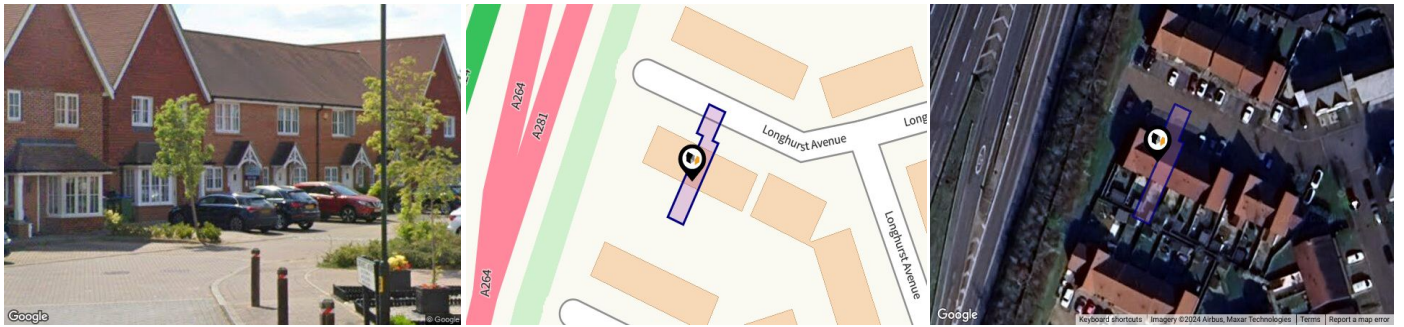 Google
© Google
A264
A281
A264
Longhurst Avenue
Long
Longhurst Avenue
Google
Keyboard shortcuts
Imagery ©2024 Airbus, Maxar Technologies
Terms
Report a map error